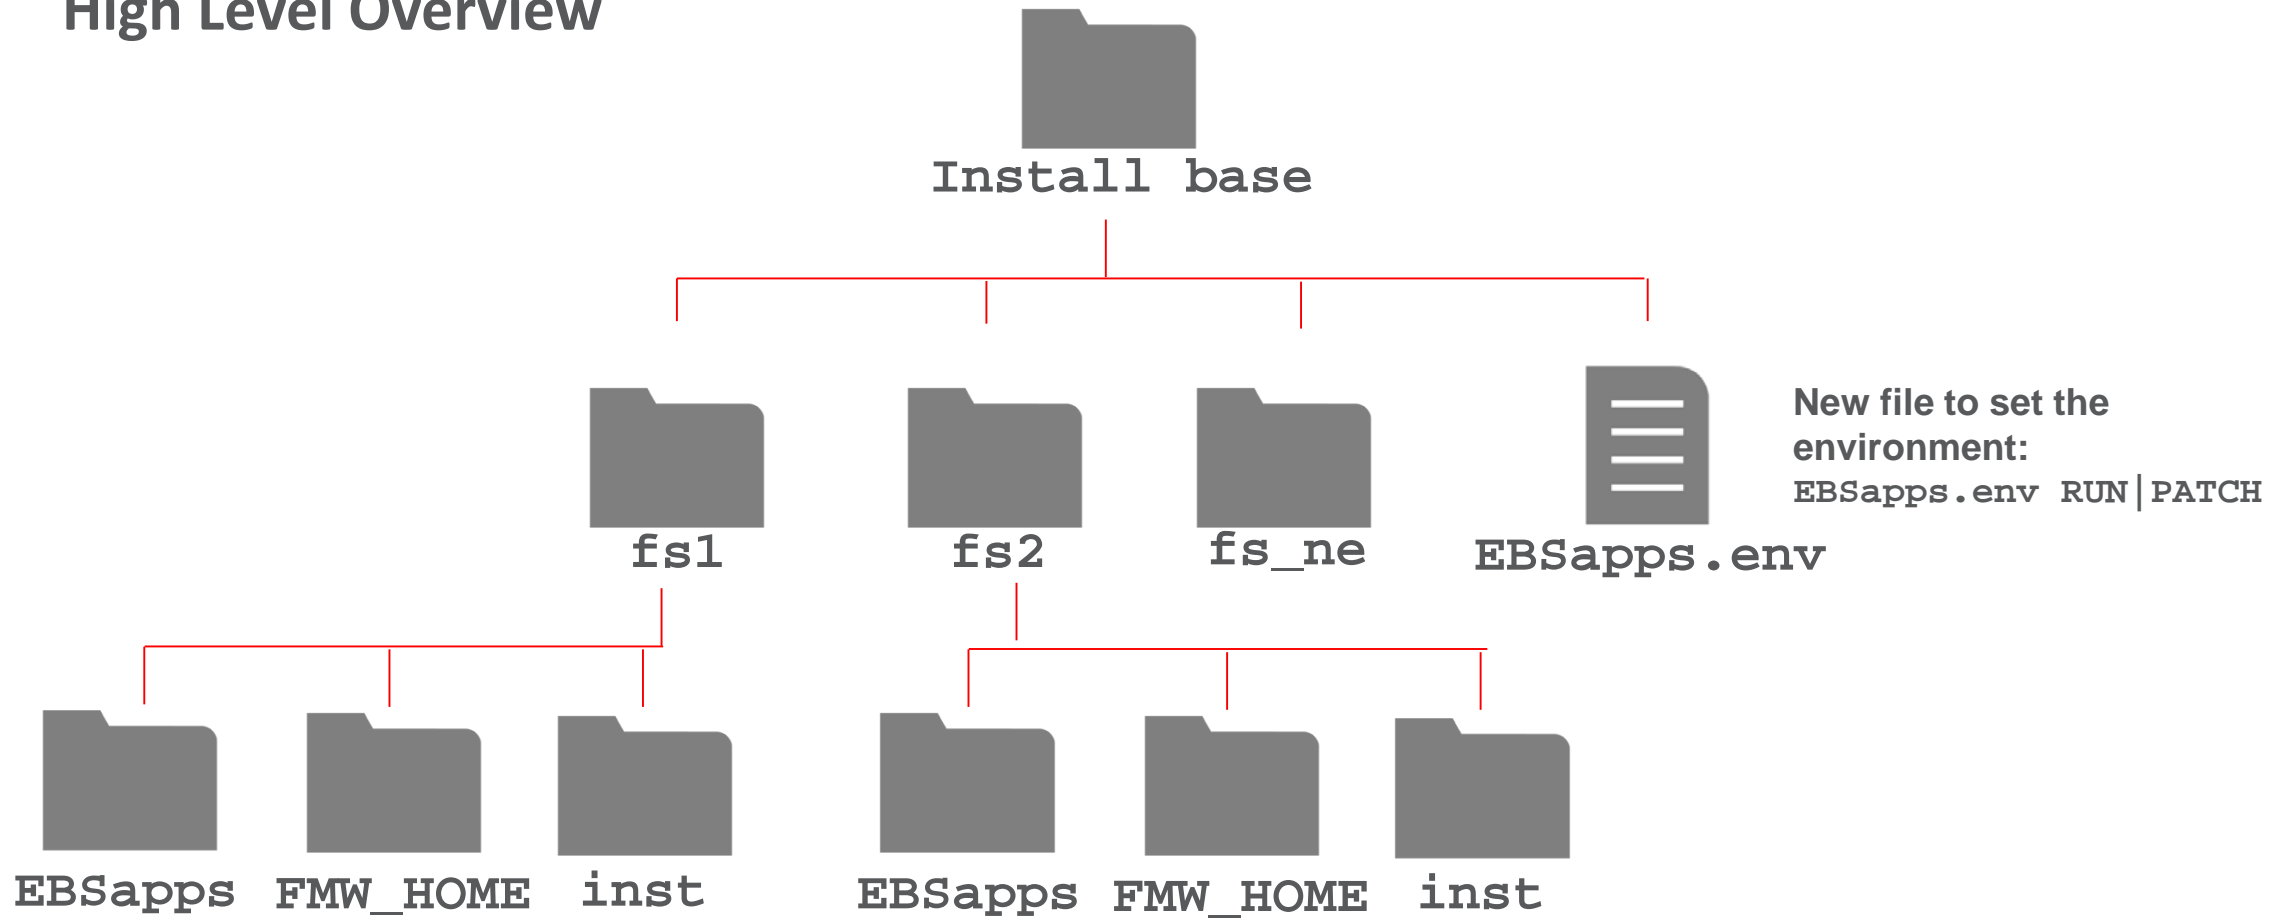 High Level Overview
Install base
fs1
fs2
fs_ne
EBSapps.env
New file to set the
environment:
EBSapps.env RUN|PATCH
EBSapps
FMW_HOME
inst
EBSapps
FMW_HOME
inst